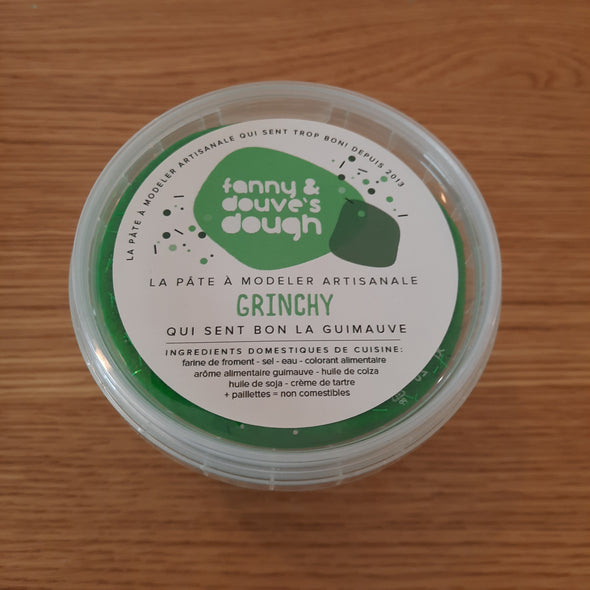 LA PÂTE À MODELER ARTISANALE QUI SENT TROP BON! DEPUIS 2013
fanny &
douve's
dough
LA PÂTE À MODELER ARTISANALE
GRINCHY
QUI SENT BON LA GUIMAUVE
INGREDIENTS DOMESTIQUES DE CUISINE:
farine de froment - sel - eau - colorant alimentaire
arôme alimentaire guimauve - huile de colza
huile de soja - crème de tartre
+ paillettes = non comestibles